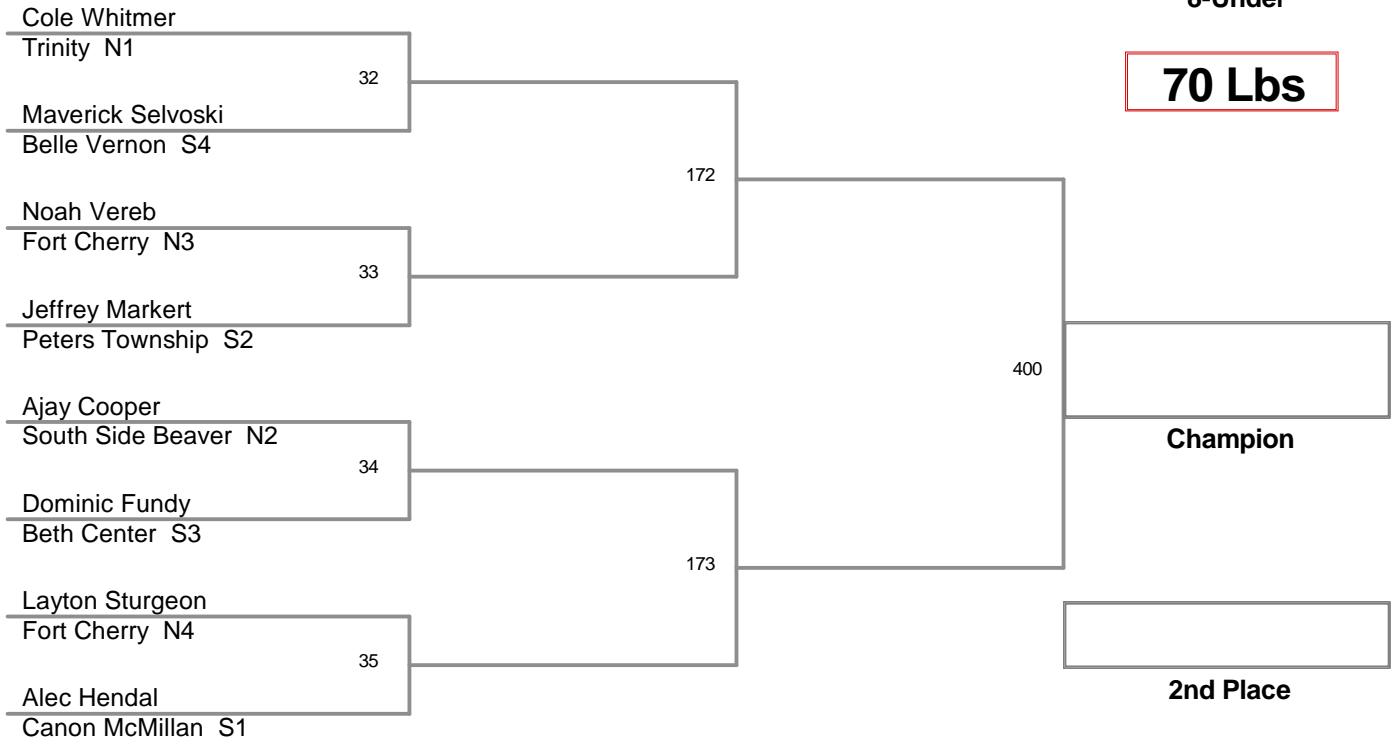 8-Under
70 Lbs
Cole Whitmer
Trinity N1
32
Maverick Selvoski
Belle Vernon S4
172
Noah Vereb
Fort Cherry N3
33
Jeffrey Markert
Peters Township S2
400
Champion
Ajay Cooper
South Side Beaver N2
34
Dominic Fundy
Beth Center S3
173
Layton Sturgeon
Fort Cherry N4
35
Alec Hendal
Canon McMillan S1
2nd Place